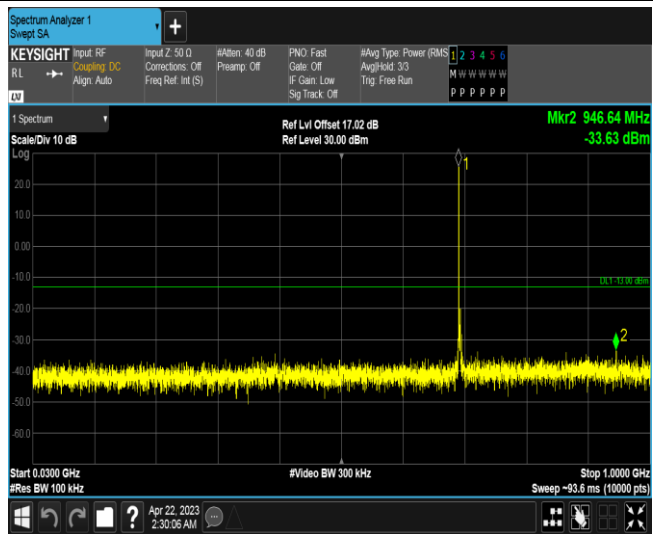 Spectrum Analyzer 1
Swept SA
+
KEYSIGHT
RL
Input: RF
Coupling: DC
Align: Auto
Input Z: 50 Ω
Corrections: Off
Freq Ref: Int (S)
#Atten: 40 dB
Preamp: Off
PNO: Fast
Gate: Off
IF Gain: Low
Sig Track: Off
#Avg Type: Power (RMS
Avg|Hold: 3/3
Trig: Free Run
1 2 3 4 5 6
M W W W W W
P P P P P P
1 Spectrum
Scale/Div 10 dB
Ref Lvl Offset 17.02 dB
Ref Level 30.00 dBm
Mkr2 946.64 MHz
-33.63 dBm
Log
20.0
10.0
0.00
-10.0
-20.0
-30.0
-40.0
-50.0
-60.0
1
DL1 -13.00 dBm
2
Start 0.0300 GHz
#Res BW 100 kHz
#Video BW 300 kHz
Stop 1.0000 GHz
Sweep ~93.6 ms (10000 pts)
?
Apr 22, 2023
2:30:06 AM